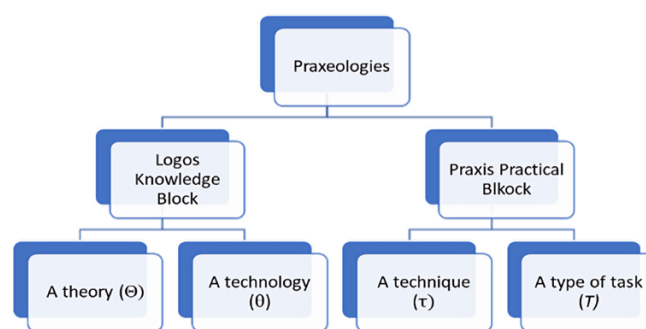 Praxeologies
Logos
Knowledge
Block
Praxis Practical
Blkock
A theory (Θ)
A technology
(θ)
A technique
(τ)
A type of task
(T)